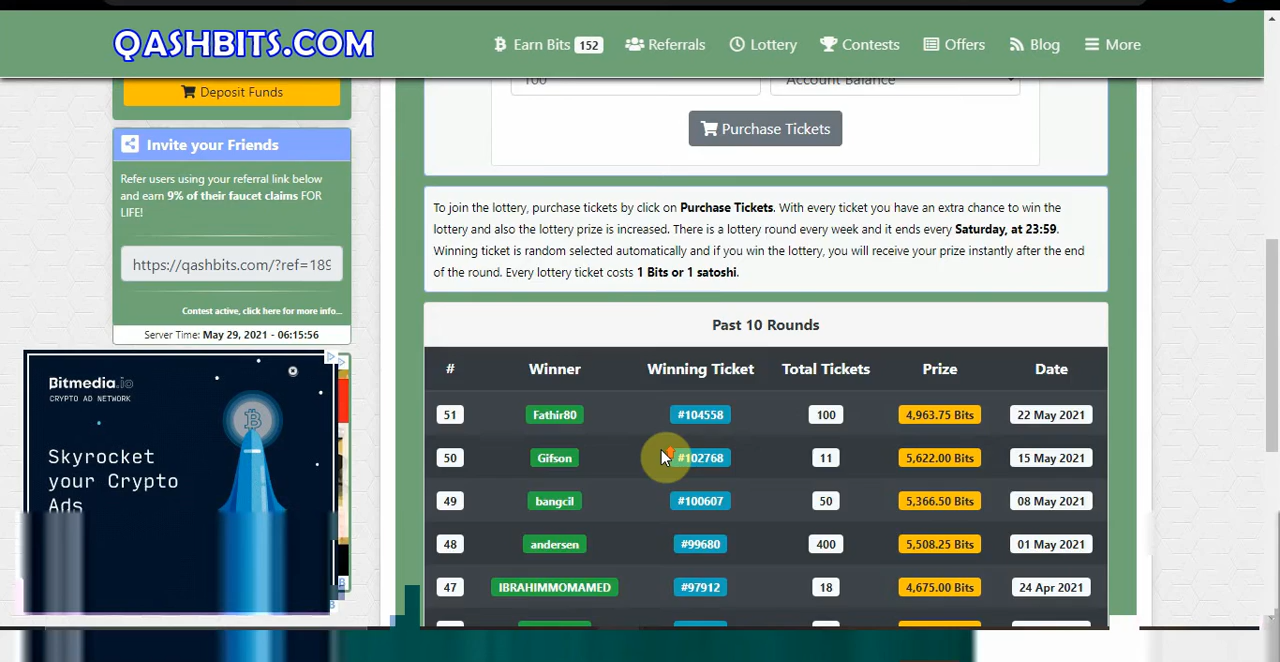 QASHBITS.COM
Earn Bits 152 Referrals Lottery Contests Offers Blog More
Deposit Funds
Invite your Friends
Refer users using your referral link below
and earn 9% of their faucet claims FOR
LIFE!
https://qashbits.com/?ref=189
Contest active, click here for more info...
Server Time: May 29, 2021 - 06:15:56
Bitmedia.io
CRYPTO AD NETWORK
Skyrocket
your Crypto
Ads
100 Account Balance
Purchase Tickets
To join the lottery, purchase tickets by click on Purchase Tickets. With every ticket you have an extra chance to win the
lottery and also the lottery prize is increased. There is a lottery round every week and it ends every Saturday, at 23:59.
Winning ticket is random selected automatically and if you win the lottery, you will receive your prize instantly after the end
of the round. Every lottery ticket costs 1 Bits or 1 satoshi.
Past 10 Rounds
# Winner Winning Ticket Total Tickets Prize Date
51 Fathir80 #104558 100 4,963.75 Bits 22 May 2021
50 Gifson #102768 11 5,622.00 Bits 15 May 2021
49 bangcil #100607 50 5,366.50 Bits 08 May 2021
48 andersen #99680 400 5,508.25 Bits 01 May 2021
47 IBRAHIMMOMAMED #97912 18 4,675.00 Bits 24 Apr 2021